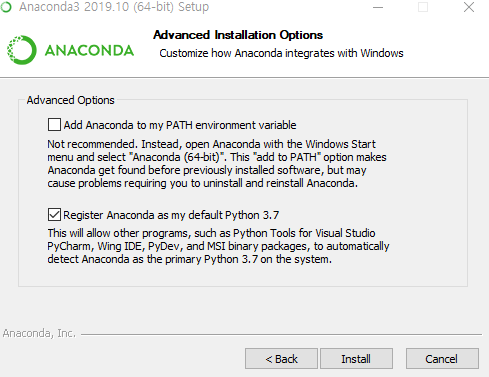 Anaconda3 2019.10 (64-bit) Setup
ANACONDA
Advanced Installation Options
Customize how Anaconda integrates with Windows
Advanced Options
Add Anaconda to my PATH environment variable
Not recommended. Instead, open Anaconda with the Windows Start
menu and select "Anaconda (64-bit)". This "add to PATH" option makes
Anaconda get found before previously installed software, but may
cause problems requiring you to uninstall and reinstall Anaconda.
Register Anaconda as my default Python 3.7
This will allow other programs, such as Python Tools for Visual Studio
PyCharm, Wing IDE, PyDev, and MSI binary packages, to automatically
detect Anaconda as the primary Python 3.7 on the system.
Anaconda, Inc.
< Back
Install
Cancel